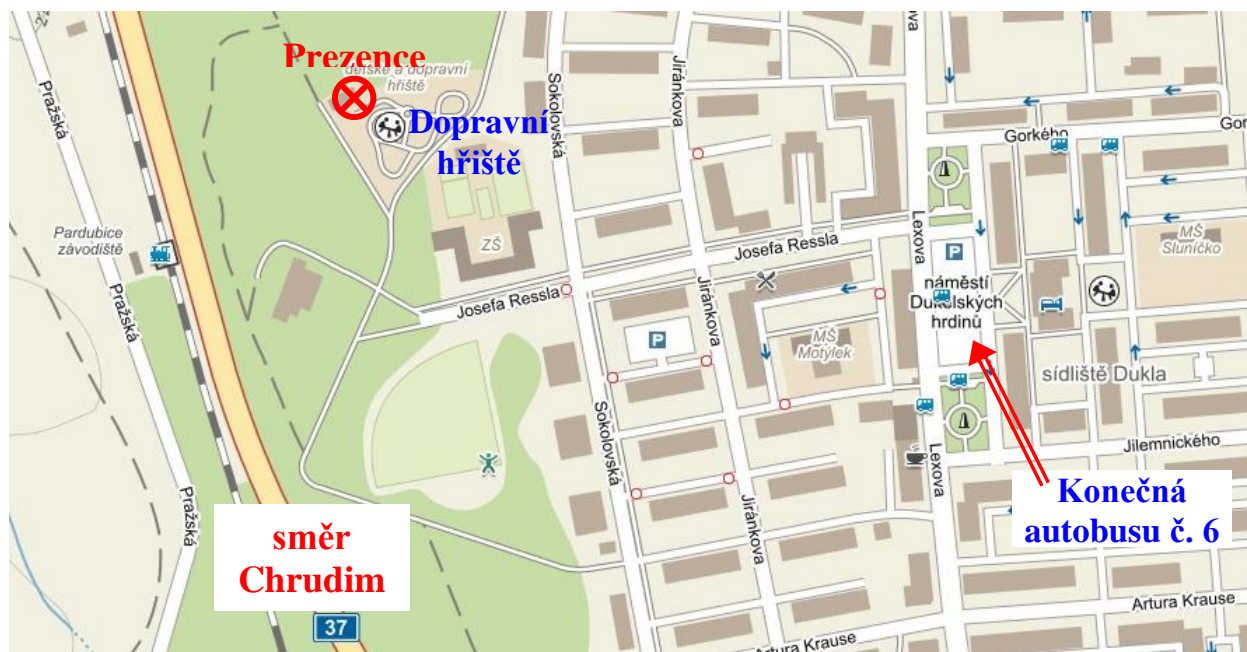 Prezence
dětské a dopravní
hřiště
Dopravní
hřiště
Pražská
Sokolovská
Jiránkova
Gorkého
Gor
ZŠ
Pardubice
závodiště
Lexova
Josefa Ressla
MŠ
Sluníčko
P
náměstí
Dukelských
hrdinů
Josefa Ressla
Pražská
P
MŠ
Motýlek
Jiránkova
sídliště Dukla
Sokolovská
Lexova
Jilemnického
Pražská
Jiránkova
Konečná
autobusu č. 6
směr
Chrudim
37
Artura Krause
Artura Krause